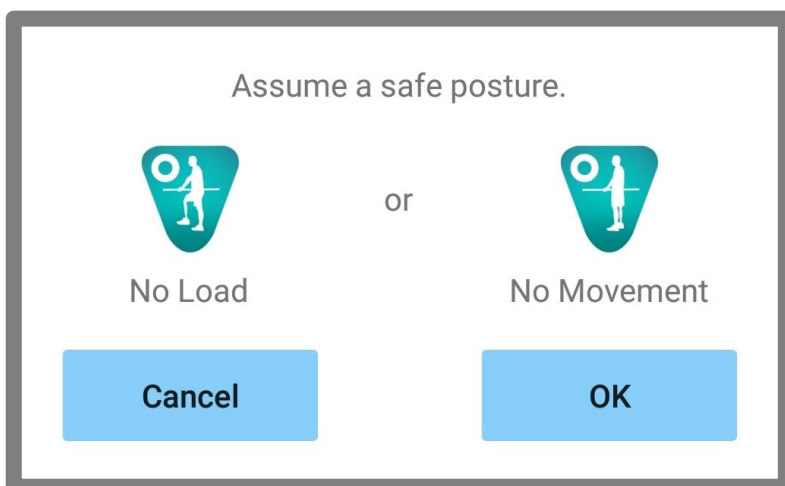 Assume a safe posture.
or
No Load
No Movement
Cancel
OK